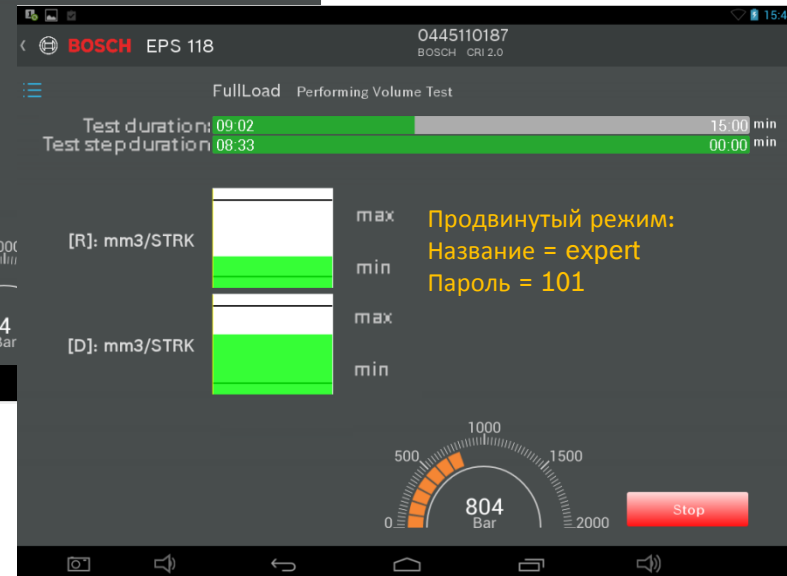 15:4
BOSCH EPS 118
0445110187
BOSCH CRI 2.0
FullLoad Performing Volume Test
Test duration: 09:02 15:00 min
Test step duration 08:33 00:00 min
max
[R]: mm3/STRK
min
max
[D]: mm3/STRK
min
Продвинутый режим:
Название = expert
Пароль = 101
1000
500
1500
0
2000
804
Bar
Stop